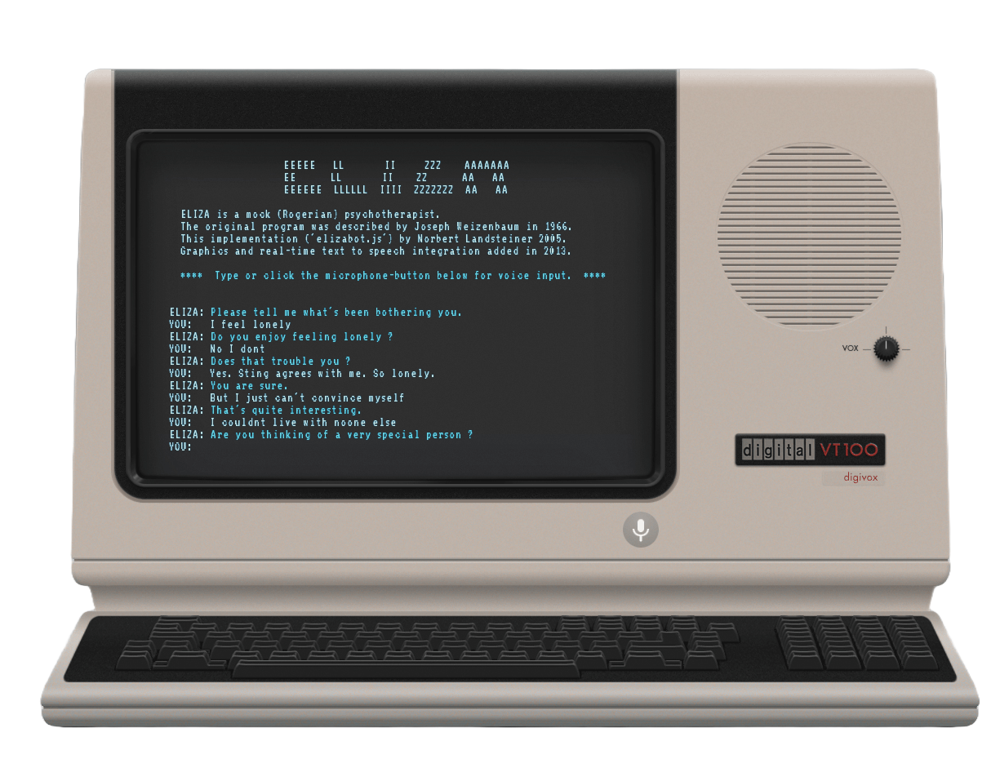 EEEEE LL II ZZZ AAAAAAA
EE LL II ZZ AA AA
EEEEEE LLLLLL IIII ZZZZZZZ AA AA
ELIZA is a mock (Rogerian) psychotherapist.
The original program was described by Joseph Weizenbaum in 1966.
This implementation ('elizabot.js') by Norbert Landsteiner 2005.
Graphics and real-time text to speech integration added in 2013.
**** Type or click the microphone-button below for voice input. ****
ELIZA: Please tell me what's been bothering you.
YOU: I feel lonely
ELIZA: Do you enjoy feeling lonely ?
YOU: No I dont
ELIZA: Does that trouble you ?
YOU: Yes. Sting agrees with me. So lonely.
ELIZA: You are sure.
YOU: But I just can't convince myself
ELIZA: That's quite interesting.
YOU: I couldnt live with noone else
ELIZA: Are you thinking of a very special person ?
YOU:
VOX
digital VT100
digivox